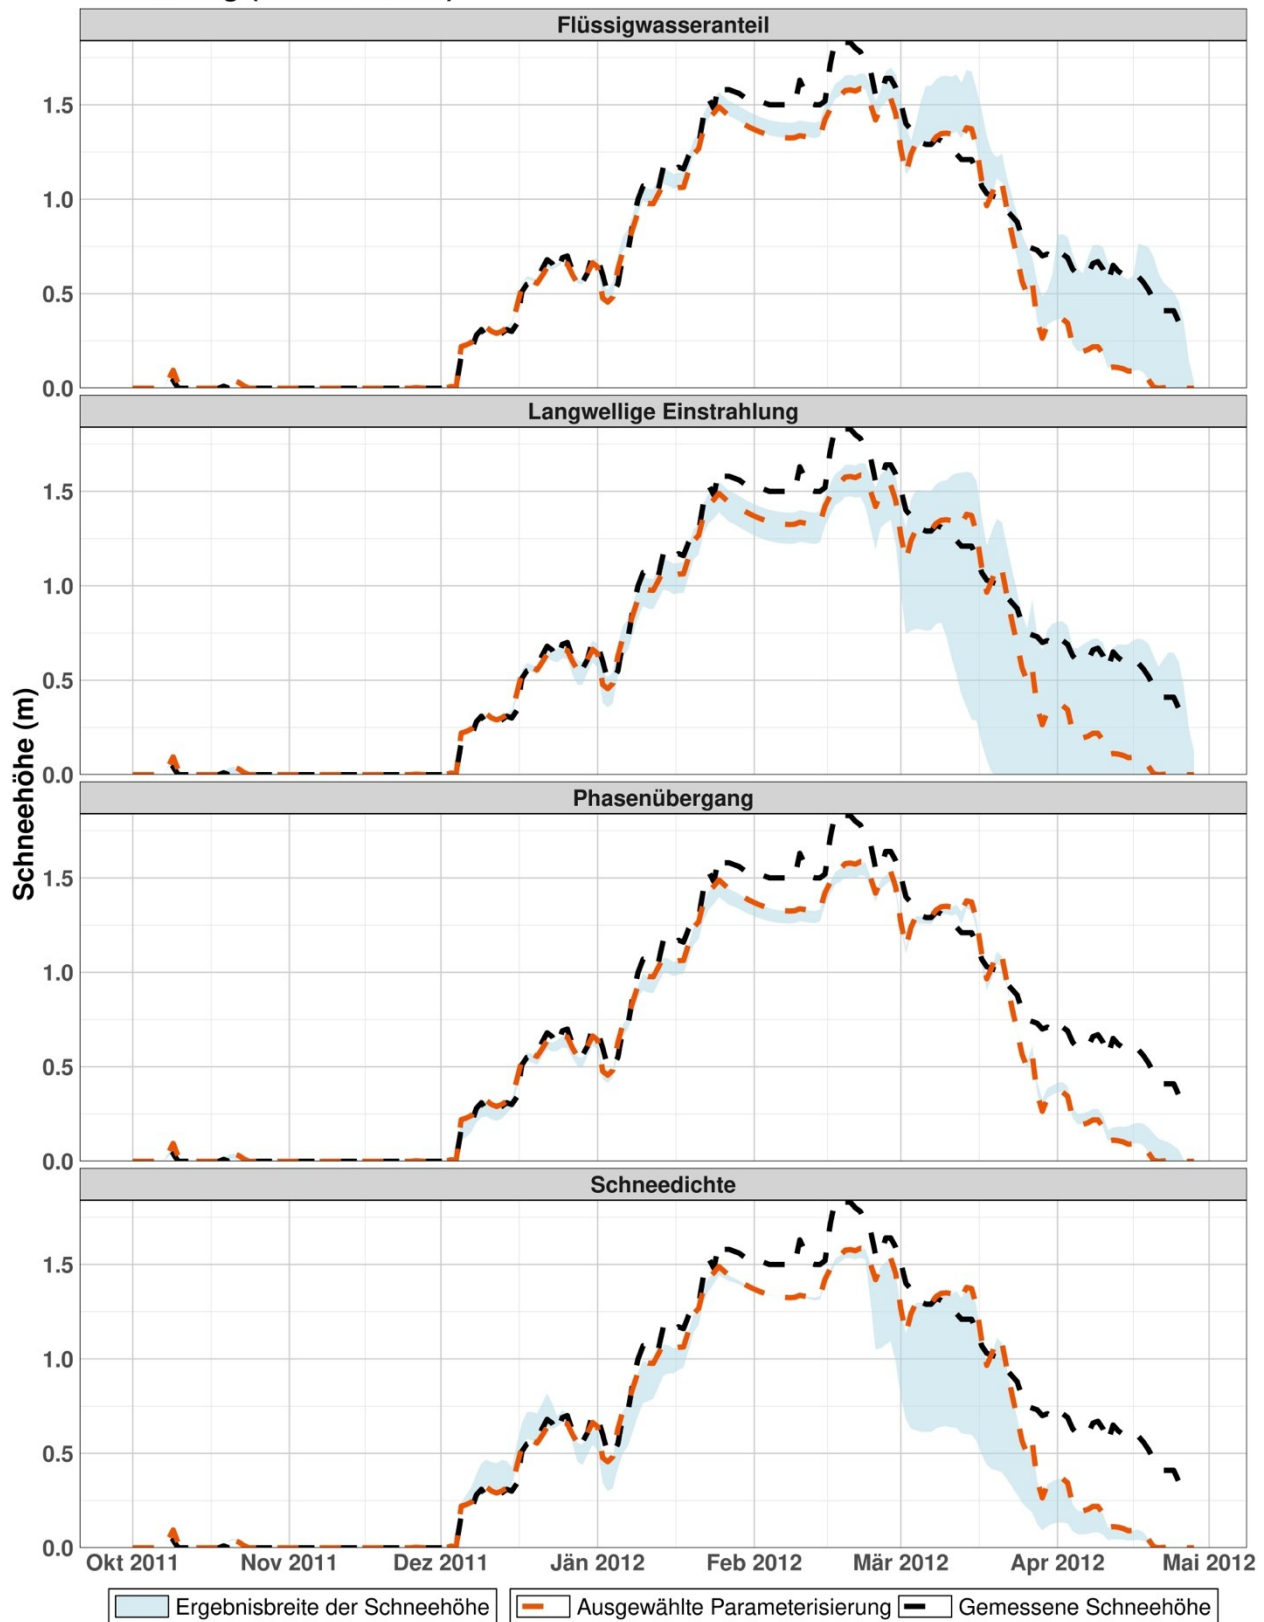 Flüssigwasseranteil
1.5
1.0
0.5
0.0
Langwellige Einstrahlung
1.5
1.0
0.5
0.0
Phasenübergang
1.5
1.0
0.5
0.0
Schneedichte
1.5
1.0
0.5
0.0
Schneehöhe (m)
Okt 2011 Nov 2011 Dez 2011 Jän 2012 Feb 2012 Mär 2012 Apr 2012 Mai 2012
Ergebnisbreite der Schneehöhe Ausgewählte Parameterisierung Gemessene Schneehöhe